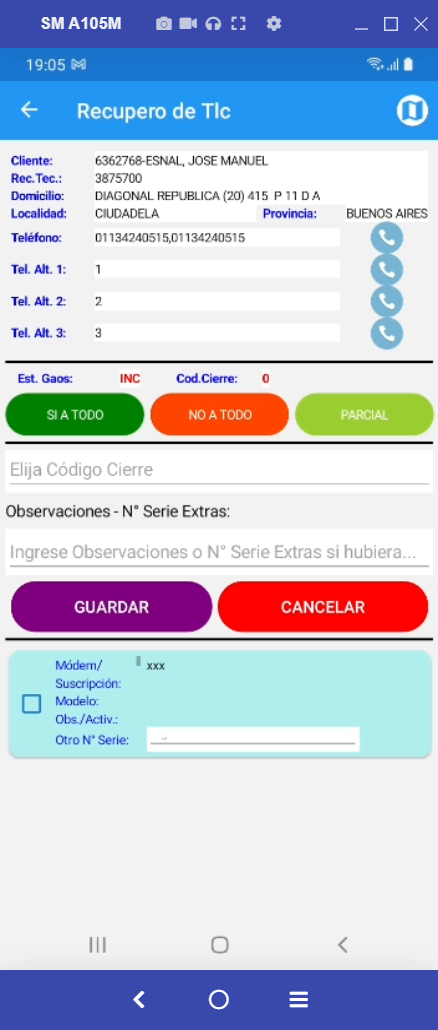 SM A105M
19:05
Recupero de Tlc
Cliente: 6362768-ESNAL, JOSE MANUEL
Rec.Tec.: 3875700
Domicilio: DIAGONAL REPUBLICA (20) 415 P 11 D A
Localidad: CIUDADELA Provincia: BUENOS AIRES
Teléfono: 01134240515,01134240515
Tel. Alt. 1: 1
Tel. Alt. 2: 2
Tel. Alt. 3: 3
Est. Gaos: INC Cod.Cierre: 0
SI A TODO NO A TODO PARCIAL
Elija Código Cierre
Observaciones - N° Serie Extras:
Ingrese Observaciones o N° Serie Extras si hubiera...
GUARDAR CANCELAR
Módem/ xxx
Suscripción:
Modelo:
Obs./Activ.:
Otro N° Serie: